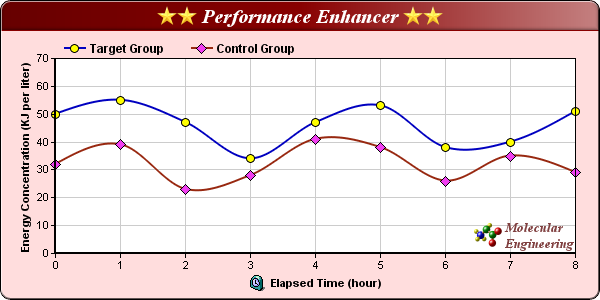 Performance Enhancer
Target Group
Control Group
Energy Concentration (KJ per liter)
70
60
50
40
30
20
10
0
0 1 2 3 4 5 6 7 8
Molecular
Engineering
Elapsed Time (hour)